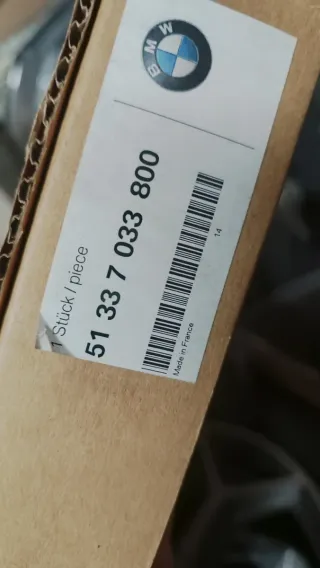 BMW
1 Stück / piece
51 33 7 033 800
14
Made in France